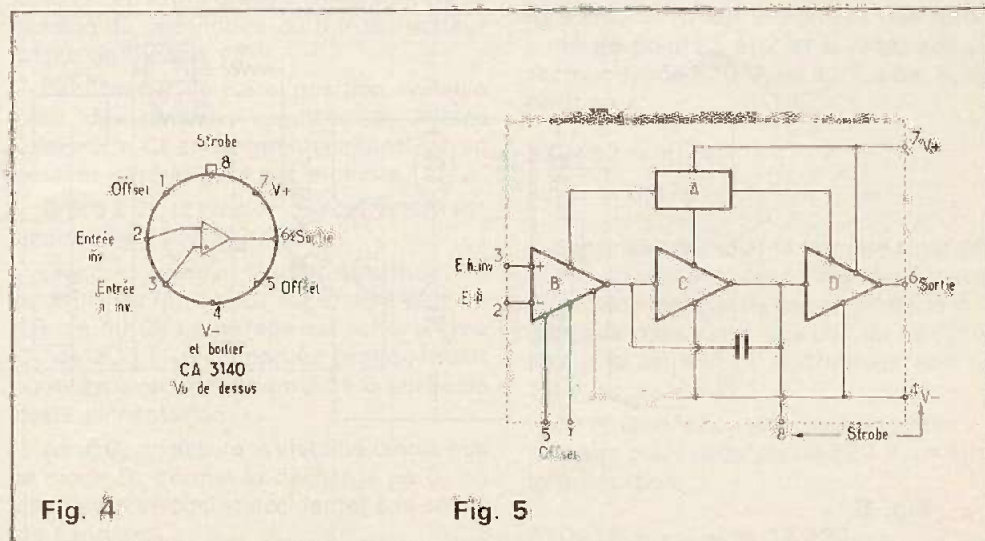 Strobe
8
Offset 1
7 V+
Entrée 2
inv
6 Sortie
Entrée 3
n inv.
5 Offset
4
V-
et boitier
CA 3140
Vu de dessus
Fig. 4
7 V+
A
E n.inv 3
+
B
C
D
6 Sortie
2
-
4 V-
5 1
8
Strobe
Offset
Fig. 5